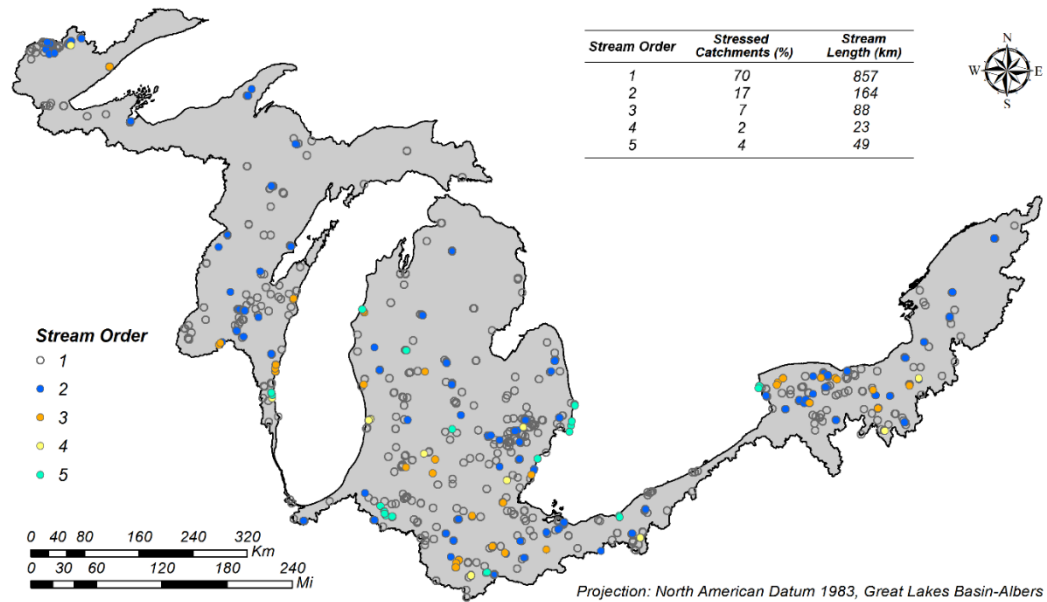 Stream Order Stressed Catchments (%) Stream Length (km)
1 70 857
2 17 164
3 7 88
4 2 23
5 4 49
N
W E
S
Stream Order
1
2
3
4
5
0 40 80 160 240 320
Km
0 30 60 120 180 240
Mi
Projection: North American Datum 1983, Great Lakes Basin-Albers